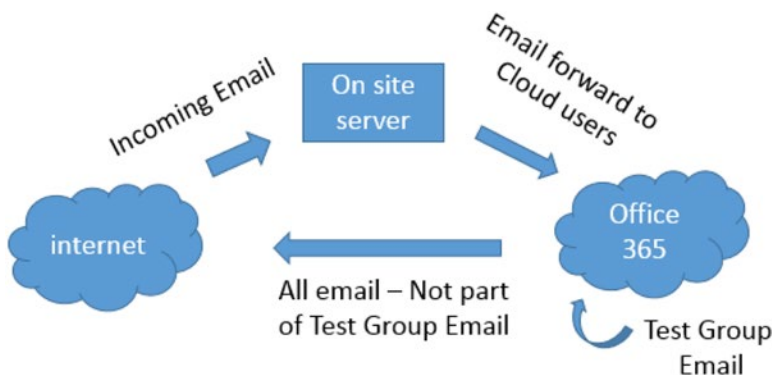 Incoming Email
On site
server
Email forward to
Cloud users
internet
Office
365
All email – Not part
of Test Group Email
Test Group
Email